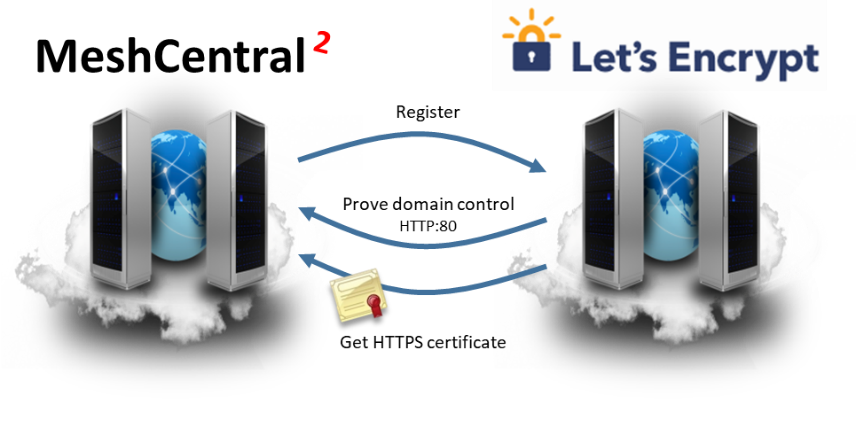 MeshCentral2
Let's Encrypt
Register
Prove domain control
HTTP:80
Get HTTPS certificate